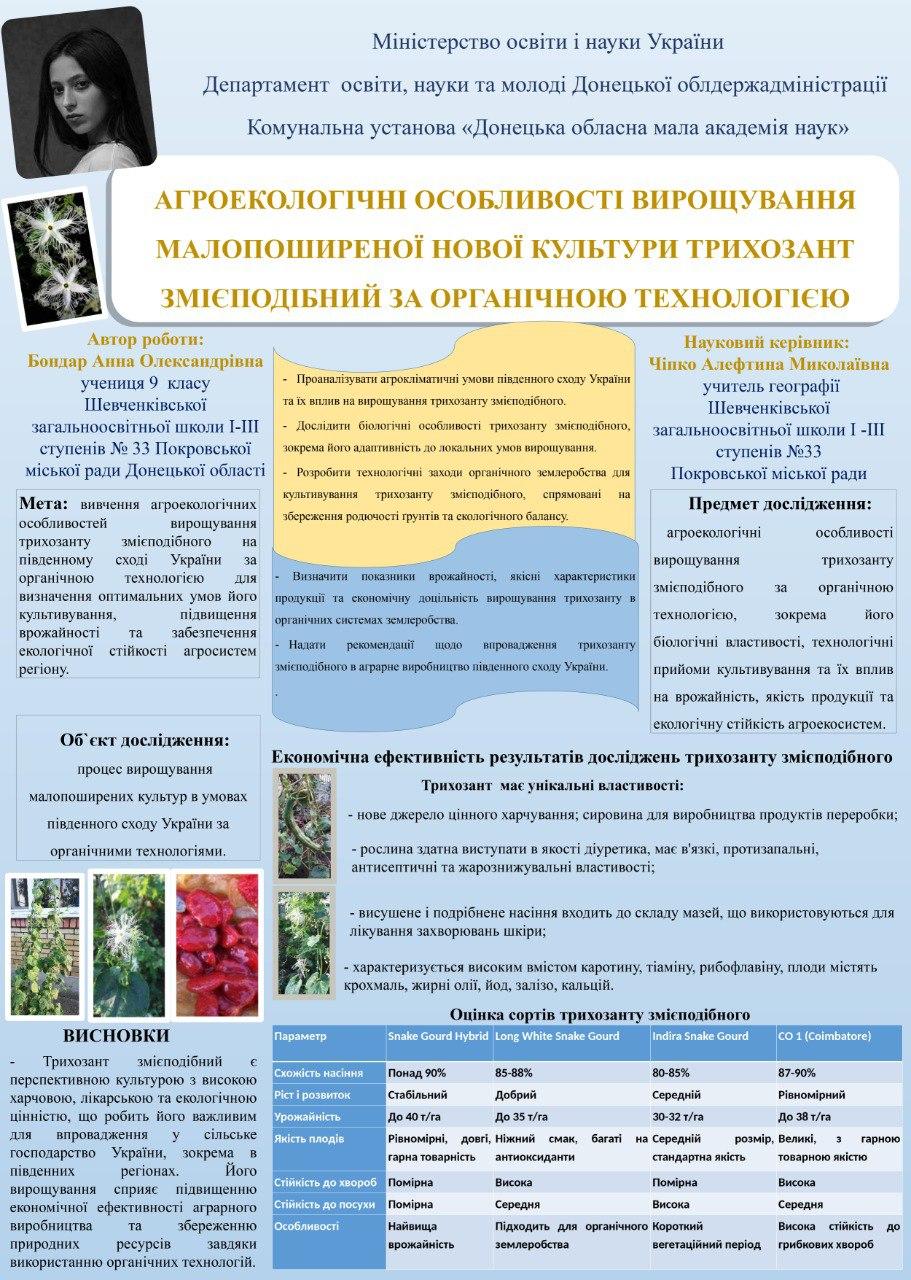 Міністерство освіти і науки України
Департамент освіти, науки та молоді Донецької облдержадміністрації
Комунальна установа «Донецька обласна мала академія наук»
АГРОЕКОЛОГІЧНІ ОСОБЛИВОСТІ ВИРОЩУВАННЯ
МАЛОПОШИРЕНОЇ НОВОЇ КУЛЬТУРИ ТРИХОЗАНТ
ЗМІЄПОДІБНИЙ ЗА ОРГАНІЧНОЮ ТЕХНОЛОГІЄЮ
Автор роботи:
Бондар Анна Олександрівна
учениця 9 класу
Шевченківської
загальноосвітньої школи І-ІІІ
ступенів № 33 Покровської
міської ради Донецької області
Мета: вивчення агроекологічних
особливостей вирощування
трихозанту змієподібного на
південному сході України за
органічною технологією для
визначення оптимальних умов його
культивування, підвищення
врожайності та забезпечення
екологічної стійкості агросистем
регіону.
Об`єкт дослідження:
процес вирощування
малопоширених культур в умовах
південного сходу України за
органічними технологіями.
- Проаналізувати агрокліматичні умови південного сходу України
та їх вплив на вирощування трихозанту змієподібного.
- Дослідити біологічні особливості трихозанту змієподібного,
зокрема його адаптивність до локальних умов вирощування.
- Розробити технологічні заходи органічного землеробства для
культивування трихозанту змієподібного, спрямовані на
збереження родючості ґрунтів та екологічного балансу.
- Визначити показники врожайності, якісні характеристики
продукції та економічну доцільність вирощування трихозанту в
органічних системах землеробства.
- Надати рекомендації щодо впровадження трихозанту
змієподібного в аграрне виробництво південного сходу України.
.
Науковий керівник:
Чіпко Алефтина Миколаївна
учитель географії
Шевченківської
загальноосвітньої школи І -ІІІ
ступенів №33
Покровської міської ради
Предмет дослідження:
агроекологічні особливості
вирощування трихозанту
змієподібного за органічною
технологією, зокрема його
біологічні властивості, технологічні
прийоми культивування та їх вплив
на врожайність, якість продукції та
екологічну стійкість агроекосистем.
Економічна ефективність результатів досліджень трихозанту змієподібного
Трихозант має унікальні властивості:
- нове джерело цінного харчування; сировина для виробництва продуктів переробки;
- рослина здатна виступати в якості діуретика, має в'язкі, протизапальні,
антисептичні та жарознижувальні властивості;
- висушене і подрібнене насіння входить до складу мазей, що використовуються для
лікування захворювань шкіри;
- характеризується високим вмістом каротину, тіаміну, рибофлавіну, плоди містять
крохмаль, жирні олії, йод, залізо, кальцій.
ВИСНОВКИ
- Трихозант змієподібний є
перспективною культурою з високою
харчовою, лікарською та екологічною
цінністю, що робить його важливим
для впровадження у сільське
господарство України, зокрема в
південних регіонах. Його
вирощування сприяє підвищенню
економічної ефективності аграрного
виробництва та збереженню
природних ресурсів завдяки
використанню органічних технологій.
Оцінка сортів трихозанту змієподібного
Параметр Snake Gourd Hybrid Long White Snake Gourd Indira Snake Gourd CO 1 (Coimbatore)
Схожість насіння Понад 90% 85-88% 80-85% 87-90%
Ріст і розвиток Стабільний Добрий Середній Рівномірний
Урожайність До 40 т/га До 35 т/га 30-32 т/га До 38 т/га
Якість плодів Рівномірні, довгі, Ніжний смак, багаті на Середній розмір, Великі, з гарною
гарна товарність антиоксиданти стандартна якість товарною якістю
Стійкість до хвороб Помірна Висока Помірна Висока
Стійкість до посухи Помірна Середня Висока Середня
Особливості Найвища Підходить для органічного Короткий Висока стійкість до
врожайність землеробства вегетаційний період грибкових хвороб